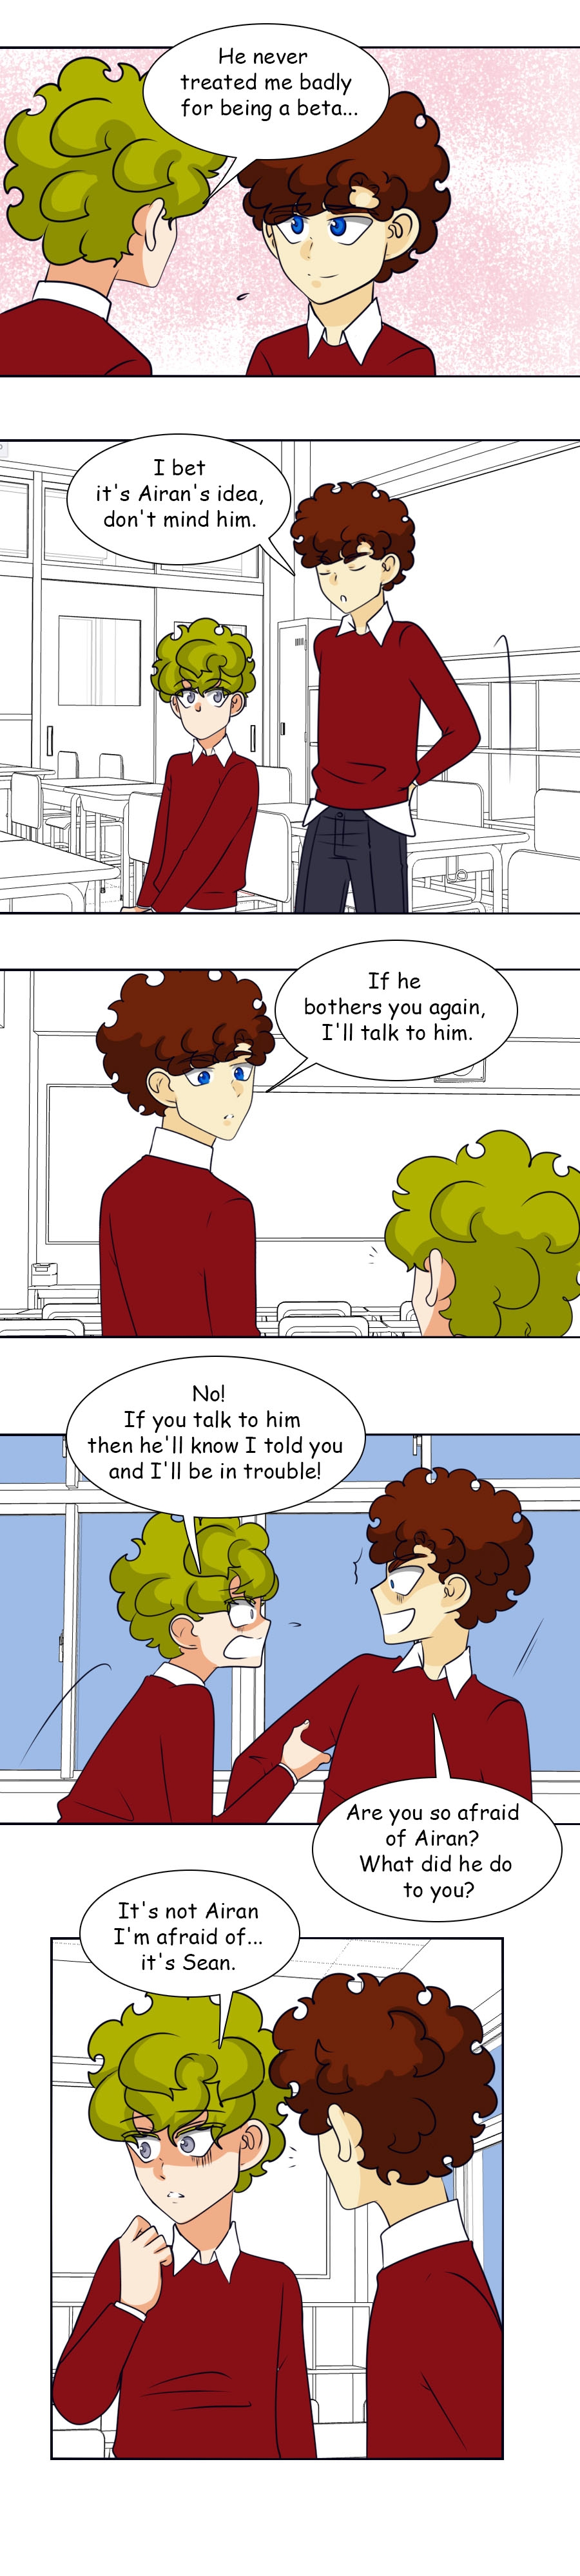 He never
treated me badly
for being a beta...
I bet
it's Airan's idea,
don't mind him.
If he
bothers you again,
I'll talk to him.
No!
If you talk to him
then he'll know I told you
and I'll be in trouble!
Are you so afraid
of Airan?
What did he do
to you?
It's not Airan
I'm afraid of...
it's Sean.